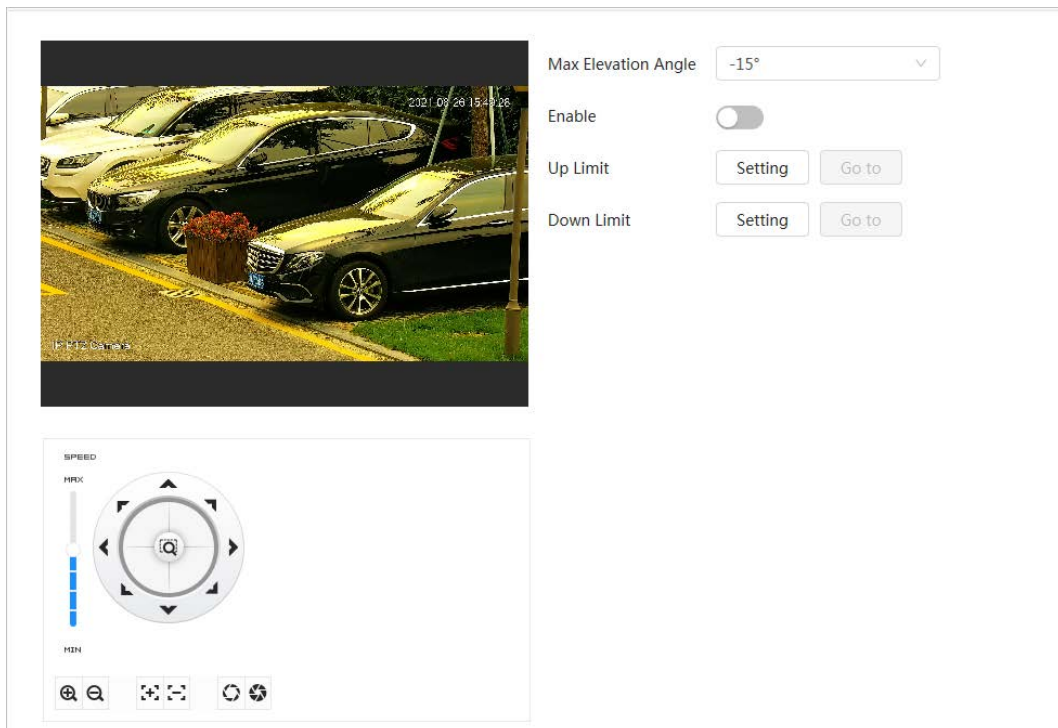 Max Elevation Angle
-15°
2021-08-26 15:49:28
Enable
Up Limit
Setting
Go to
Down Limit
Setting
Go to
IP PTZ Camera
SPEED
MAX
MIN